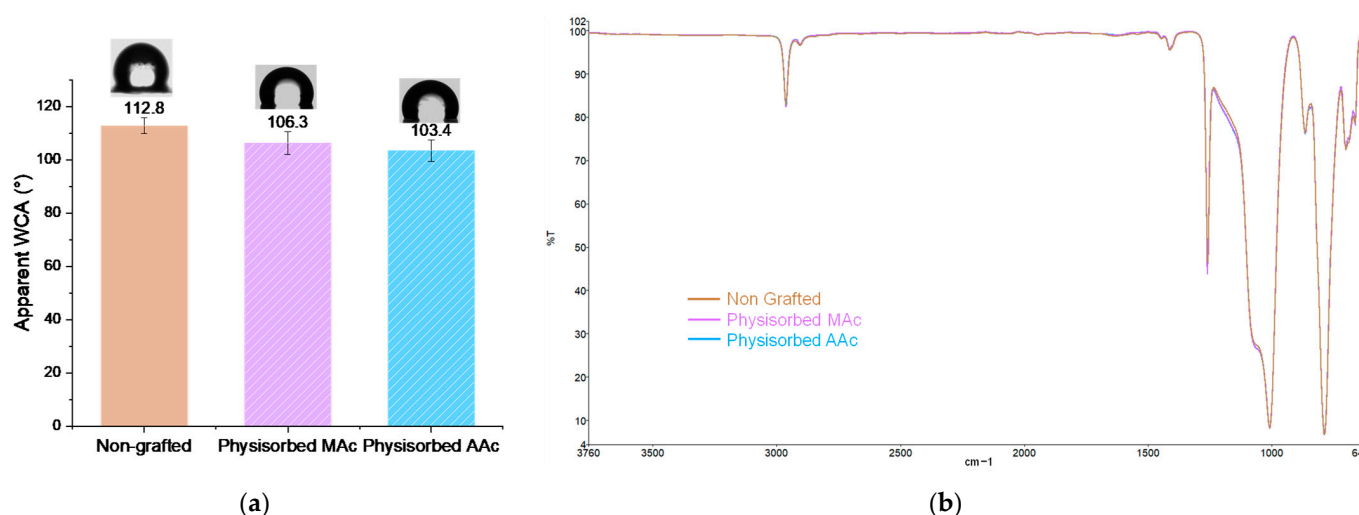 112.8
106.3
103.4
120
100
80
60
40
20
0
Apparent WCA (°)
Non-grafted
Physisorbed MAc
Physisorbed AAc
(a)
102
100
90
80
70
60
50
40
30
20
10
4
%T
Non Grafted
Physisorbed MAc
Physisorbed AAc
3760
3500
3000
2500
2000
1500
1000
cm−1
(b)